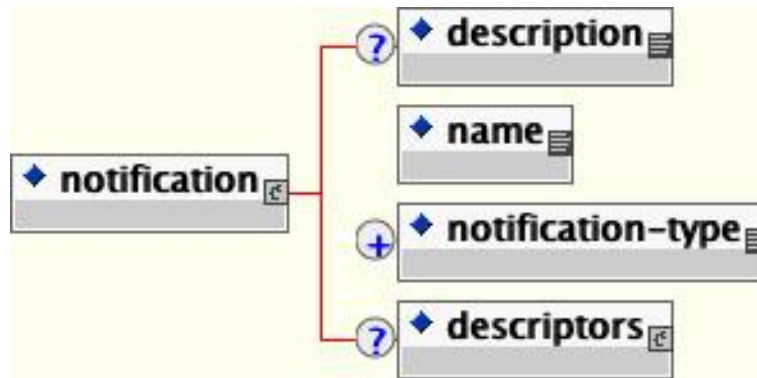 ? description
name
notification
+ notification-type
? descriptors